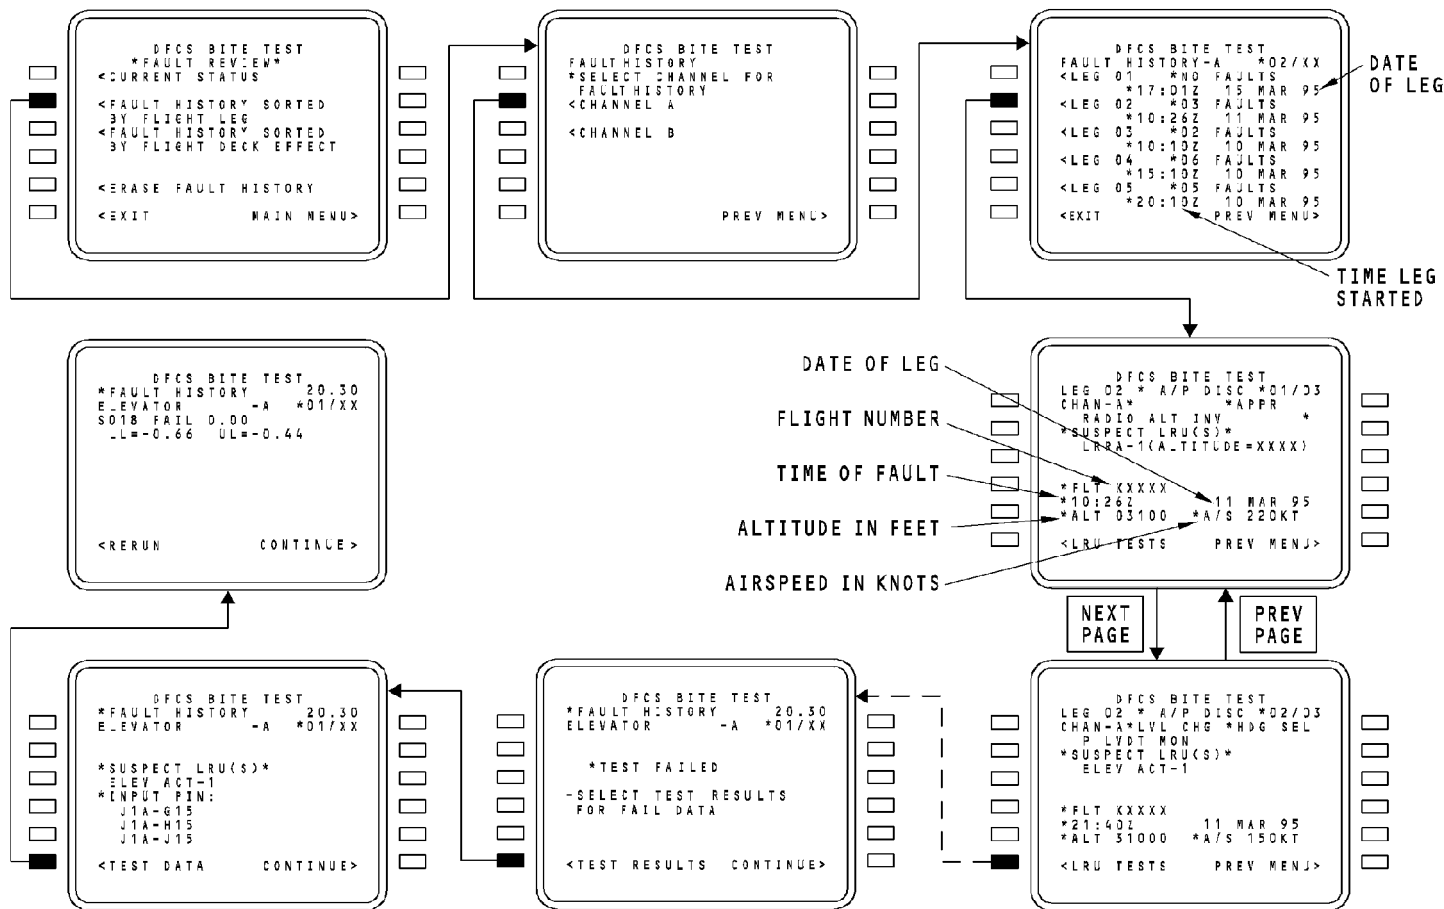 DFCS BITE TEST
*FAULT REVIEW*
<CURRENT STATUS
<FAULT HISTORY SORTED
BY FLIGHT LEG
<FAULT HISTORY SORTED
BY FLIGHT DECK EFFECT
<ERASE FAULT HISTORY
<EXIT MAIN MENU>
DFCS BITE TEST
FAULT HISTORY
*SELECT CHANNEL FOR
FAULT HISTORY
<CHANNEL A
<CHANNEL B
PREV MENU>
DFCS BITE TEST
FAULT HISTORY-A *02/XX
<LEG 01 *NO FAULTS
*17:01Z 15 MAR 95
<LEG 02 *03 FAULTS
*10:26Z 11 MAR 95
<LEG 03 *02 FAULTS
*10:10Z 10 MAR 95
<LEG 04 *06 FAULTS
*15:10Z 10 MAR 95
<LEG 05 *05 FAULTS
*20:10Z 10 MAR 95
<EXIT PREV MENU>
DATE
OF LEG
TIME LEG
STARTED
DFCS BITE TEST
*FAULT HISTORY 20.30
ELEVATOR -A *01/XX
S018 FAIL 0.00
LL=-0.66 UL=-0.44
<RERUN CONTINUE>
DATE OF LEG
FLIGHT NUMBER
TIME OF FAULT
ALTITUDE IN FEET
AIRSPEED IN KNOTS
DFCS BITE TEST
LEG 02 * A/P DISC *01/03
CHAN-A* *APPR
RADIO ALT INV *
*SUSPECT LRU(S)*
LRRA-1(ALTITUDE=XXXX)
*FLT XXXXX
*10:26Z 11 MAR 95
*ALT 03100 *A/S 220KT
<LRU TESTS PREV MENU>
NEXT
PAGE
PREV
PAGE
DFCS BITE TEST
*FAULT HISTORY 20.30
ELEVATOR -A *01/XX
*SUSPECT LRU(S)*
ELEV ACT-1
*INPUT PIN:
J1A-G15
J1A-H15
J1A-J15
<TEST DATA CONTINUE>
DFCS BITE TEST
*FAULT HISTORY 20.30
ELEVATOR -A *01/XX
*TEST FAILED
-SELECT TEST RESULTS
FOR FAIL DATA
<TEST RESULTS CONTINUE>
DFCS BITE TEST
LEG 02 * A/P DISC *02/03
CHAN-A*LVL CHG *HDG SEL
P LVDT MON
*SUSPECT LRU(S)*
ELEV ACT-1
*FLT XXXXX
*21:40Z 11 MAR 95
*ALT 31000 *A/S 150KT
<LRU TESTS PREV MENU>